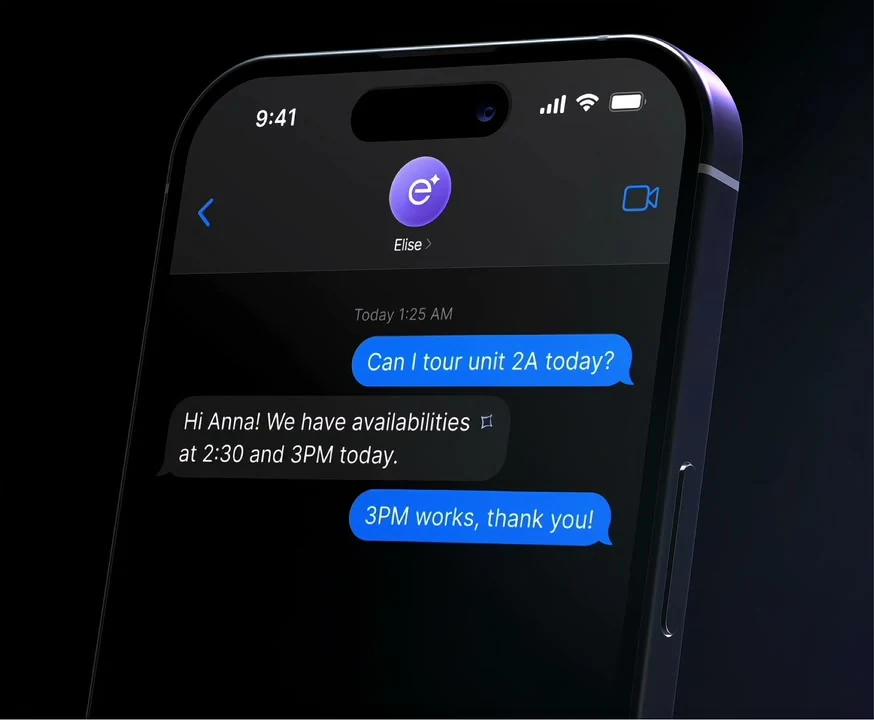 9:41
e
Elise
Today 1:25 AM
Can I tour unit 2A today?
Hi Anna! We have availabilities
at 2:30 and 3PM today.
3PM works, thank you!